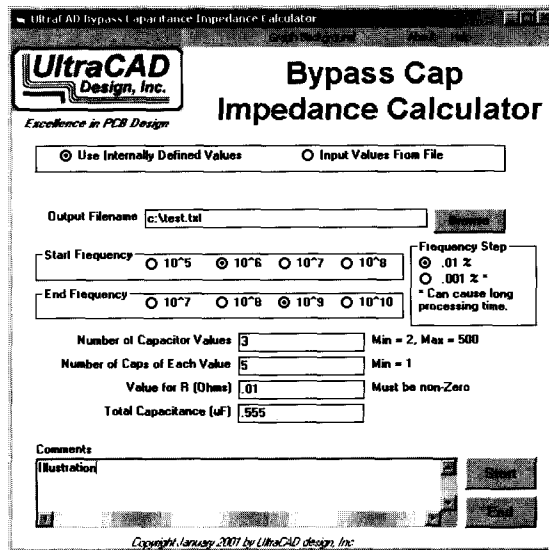 UltraCAD Bypass Capacitance Impedance Calculator
Graph Background About Help
UltraCAD
Design, Inc.
Excellence in PCB Design
Bypass Cap
Impedance Calculator
Use Internally Defined Values Input Values From File
Output Filename c:\test.txt Browse
Start Frequency 10^5 10^6 10^7 10^8
End Frequency 10^7 10^8 10^9 10^10
Frequency Step
.01 %
.001 % *
* Can cause long
processing time.
Number of Capacitor Values 3 Min = 2, Max = 500
Number of Caps of Each Value 5 Min = 1
Value for R (Ohms) .01 Must be non-Zero
Total Capacitance (uF) .555
Comments
Illustration
Start
End
Copyright January 2001 by UltraCAD design, Inc